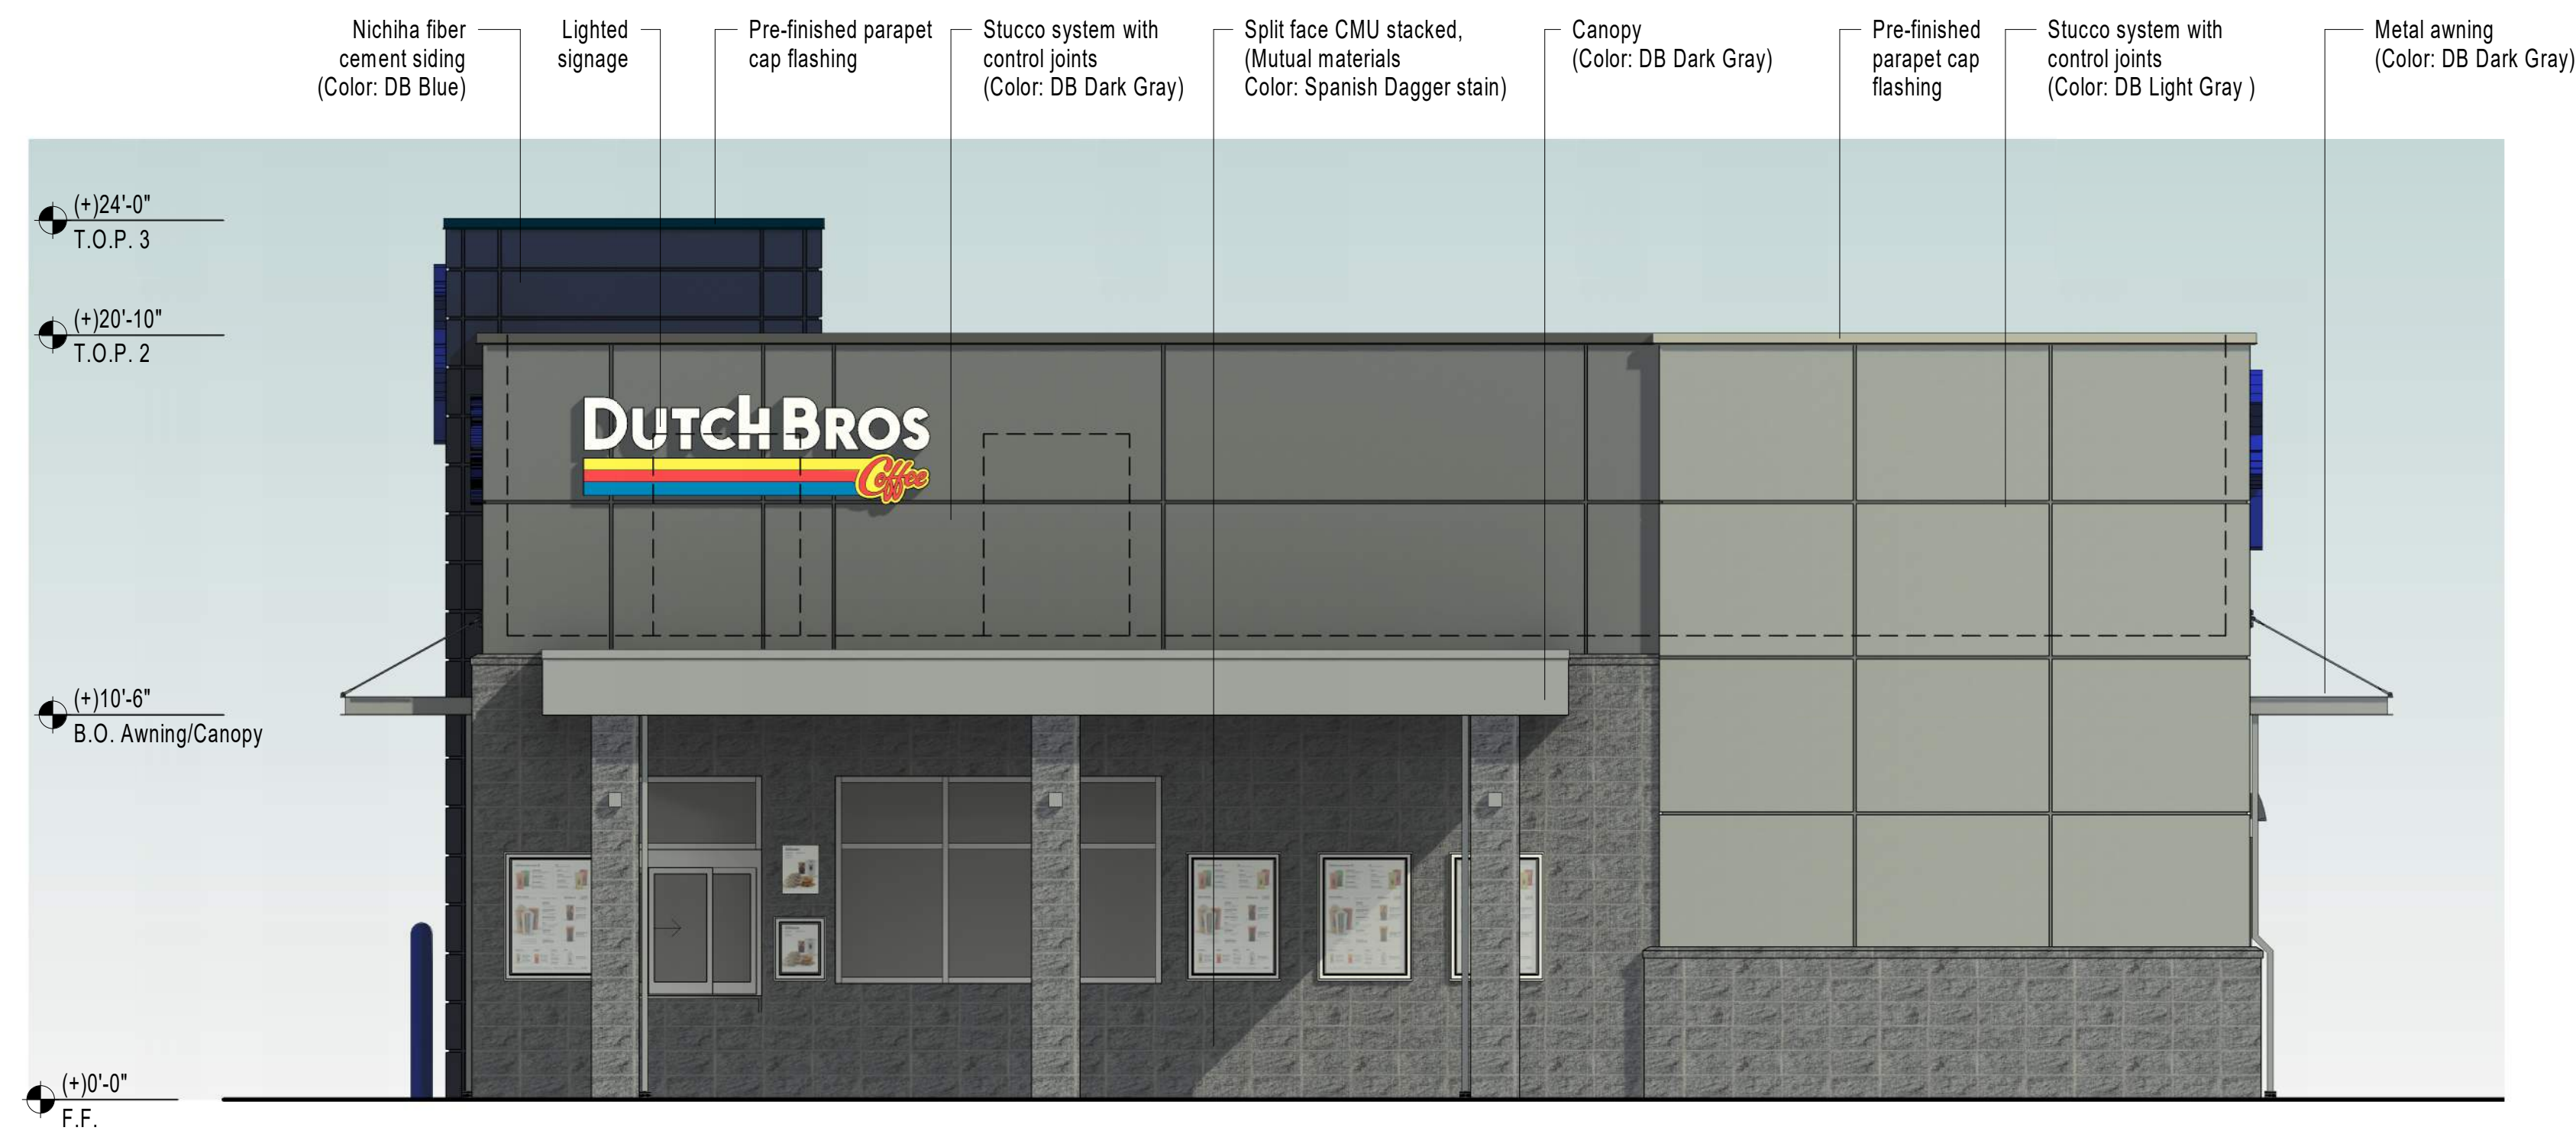 Nichiha fiber
cement siding
(Color: DB Blue)
Lighted
signage
Pre-finished parapet
cap flashing
Stucco system with
control joints
(Color: DB Dark Gray)
Split face CMU stacked,
(Mutual materials
Color: Spanish Dagger stain)
Canopy
(Color: DB Dark Gray)
Pre-finished
parapet cap
flashing
Stucco system with
control joints
(Color: DB Light Gray )
Metal awning
(Color: DB Dark Gray)
(+)24'-0"
T.O.P. 3
(+)20'-10"
T.O.P. 2
DUTCH BROS
Coffee
(+)10'-6"
B.O. Awning/Canopy
(+)0'-0"
F.F.